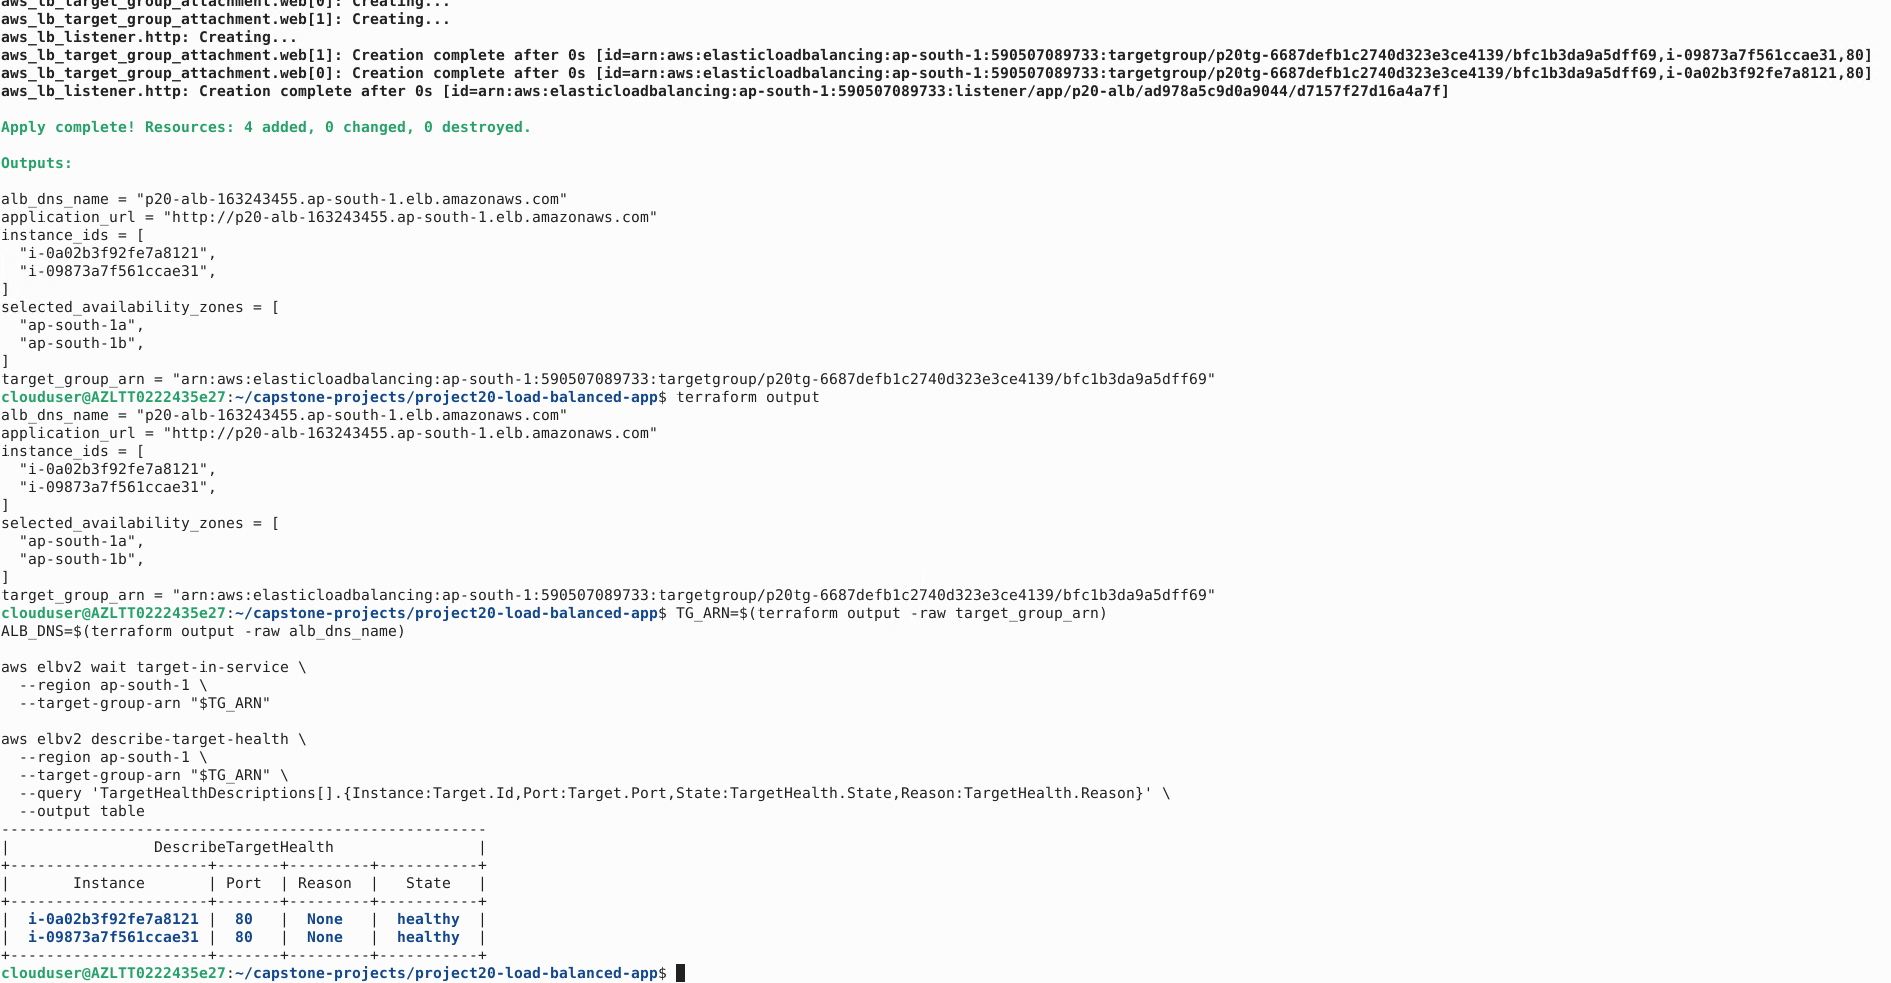 aws_lb_target_group_attachment.web[0]: Creating...
aws_lb_target_group_attachment.web[1]: Creating...
aws_lb_listener.http: Creating...
aws_lb_target_group_attachment.web[1]: Creation complete after 0s [id=arn:aws:elasticloadbalancing:ap-south-1:590507089733:targetgroup/p20tg-6687defb1c2740d323e3ce4139/bfc1b3da9a5dff69,i-09873a7f561ccae31,80]
aws_lb_target_group_attachment.web[0]: Creation complete after 0s [id=arn:aws:elasticloadbalancing:ap-south-1:590507089733:targetgroup/p20tg-6687defb1c2740d323e3ce4139/bfc1b3da9a5dff69,i-0a02b3f92fe7a8121,80]
aws_lb_listener.http: Creation complete after 0s [id=arn:aws:elasticloadbalancing:ap-south-1:590507089733:listener/app/p20-alb/ad978a5c9d0a9044/d7157f27d16a4a7f]
Apply complete! Resources: 4 added, 0 changed, 0 destroyed.
Outputs:
alb_dns_name = "p20-alb-163243455.ap-south-1.elb.amazonaws.com"
application_url = "http://p20-alb-163243455.ap-south-1.elb.amazonaws.com"
instance_ids = [
  "i-0a02b3f92fe7a8121",
  "i-09873a7f561ccae31",
]
selected_availability_zones = [
  "ap-south-1a",
  "ap-south-1b",
]
target_group_arn = "arn:aws:elasticloadbalancing:ap-south-1:590507089733:targetgroup/p20tg-6687defb1c2740d323e3ce4139/bfc1b3da9a5dff69"
clouduser@AZLTT0222435e27:~/capstone-projects/project20-load-balanced-app$ terraform output
alb_dns_name = "p20-alb-163243455.ap-south-1.elb.amazonaws.com"
application_url = "http://p20-alb-163243455.ap-south-1.elb.amazonaws.com"
instance_ids = [
  "i-0a02b3f92fe7a8121",
  "i-09873a7f561ccae31",
]
selected_availability_zones = [
  "ap-south-1a",
  "ap-south-1b",
]
target_group_arn = "arn:aws:elasticloadbalancing:ap-south-1:590507089733:targetgroup/p20tg-6687defb1c2740d323e3ce4139/bfc1b3da9a5dff69"
clouduser@AZLTT0222435e27:~/capstone-projects/project20-load-balanced-app$ TG_ARN=$(terraform output -raw target_group_arn)
ALB_DNS=$(terraform output -raw alb_dns_name)
aws elbv2 wait target-in-service \
  --region ap-south-1 \
  --target-group-arn "$TG_ARN"
aws elbv2 describe-target-health \
  --region ap-south-1 \
  --target-group-arn "$TG_ARN" \
  --query 'TargetHealthDescriptions[].{Instance:Target.Id,Port:Target.Port,State:TargetHealth.State,Reason:TargetHealth.Reason}' \
  --output table
------------------------------------------------------
|                DescribeTargetHealth                |
+----------------------+-------+---------+-----------+
|       Instance       | Port  | Reason  |   State   |
+----------------------+-------+---------+-----------+
|  i-0a02b3f92fe7a8121 |  80   |  None   |  healthy  |
|  i-09873a7f561ccae31 |  80   |  None   |  healthy  |
+----------------------+-------+---------+-----------+
clouduser@AZLTT0222435e27:~/capstone-projects/project20-load-balanced-app$